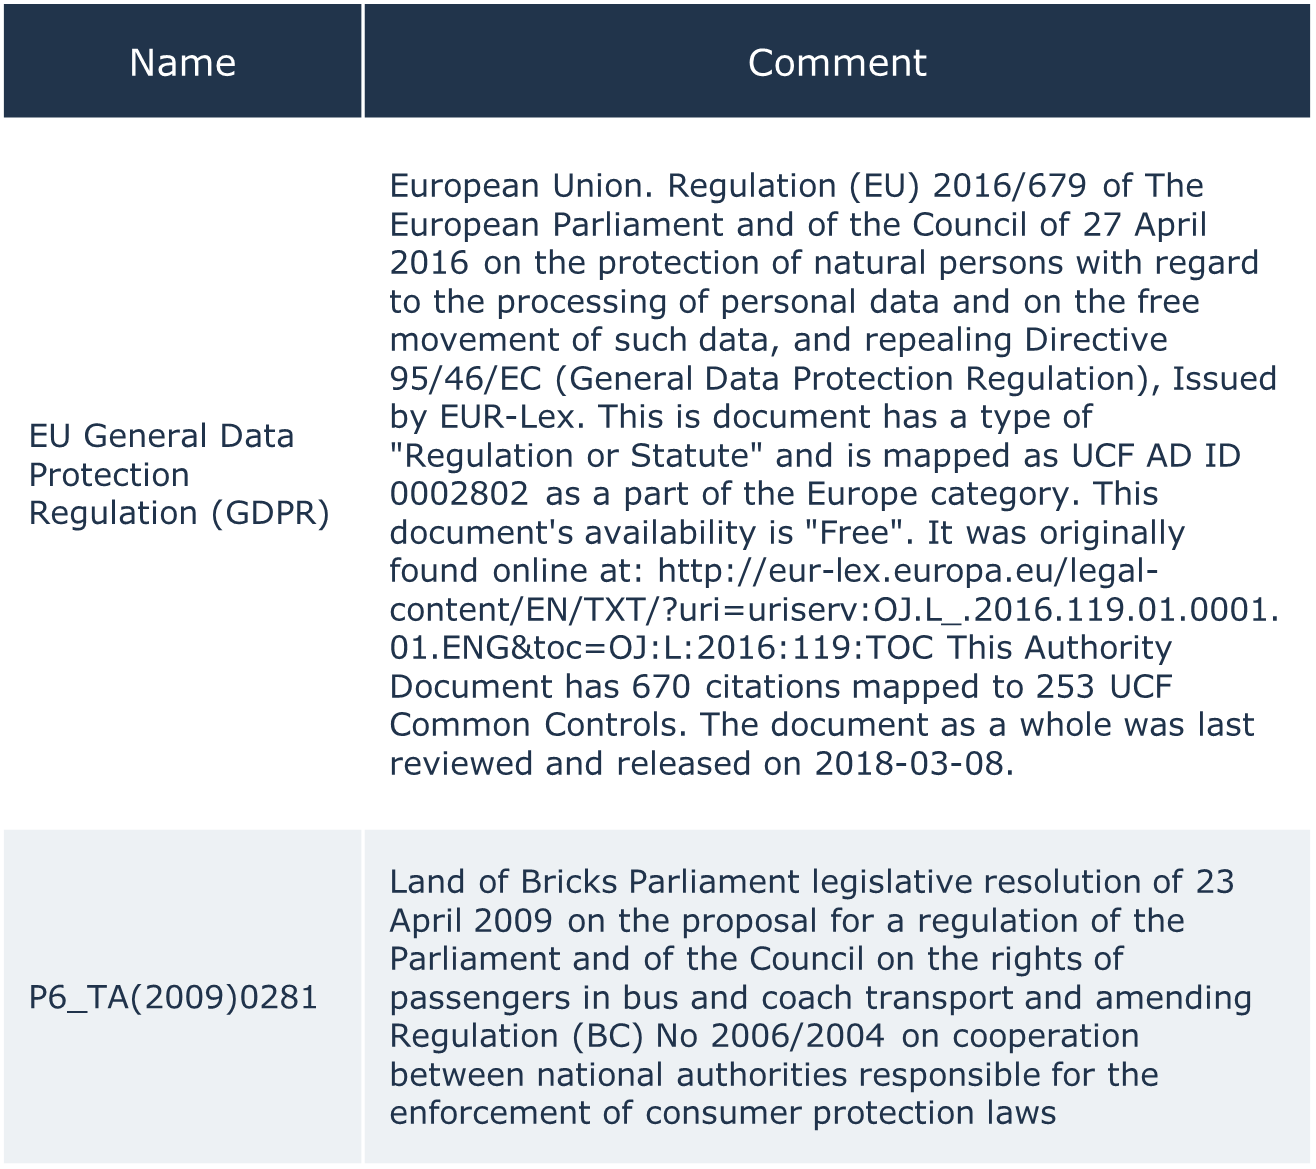 Name
Comment
EU General Data
Protection
Regulation (GDPR)
European Union. Regulation (EU) 2016/679 of The
European Parliament and of the Council of 27 April
2016 on the protection of natural persons with regard
to the processing of personal data and on the free
movement of such data, and repealing Directive
95/46/EC (General Data Protection Regulation), Issued
by EUR-Lex. This is document has a type of
"Regulation or Statute" and is mapped as UCF AD ID
0002802 as a part of the Europe category. This
document's availability is "Free". It was originally
found online at: http://eur-lex.europa.eu/legal-
content/EN/TXT/?uri=uriserv:OJ.L_.2016.119.01.0001.
01.ENG&toc=OJ:L:2016:119:TOC This Authority
Document has 670 citations mapped to 253 UCF
Common Controls. The document as a whole was last
reviewed and released on 2018-03-08.
P6_TA(2009)0281
Land of Bricks Parliament legislative resolution of 23
April 2009 on the proposal for a regulation of the
Parliament and of the Council on the rights of
passengers in bus and coach transport and amending
Regulation (BC) No 2006/2004 on cooperation
between national authorities responsible for the
enforcement of consumer protection laws